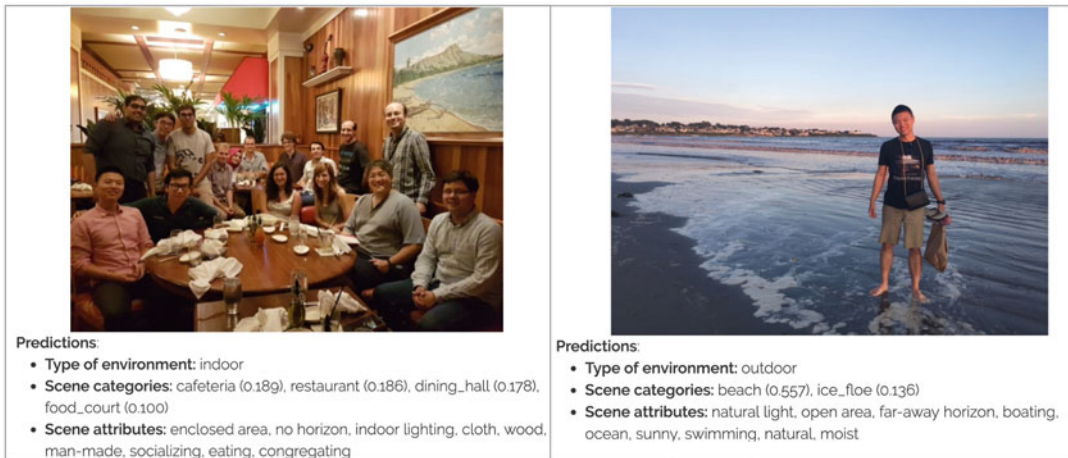 Predictions:
• Type of environment: indoor
• Scene categories: cafeteria (0.189), restaurant (0.186), dining_hall (0.178),
food_court (0.100)
• Scene attributes: enclosed area, no horizon, indoor lighting, cloth, wood,
man-made, socializing, eating, congregating
Predictions:
• Type of environment: outdoor
• Scene categories: beach (0.557), ice_floe (0.136)
• Scene attributes: natural light, open area, far-away horizon, boating,
ocean, sunny, swimming, natural, moist